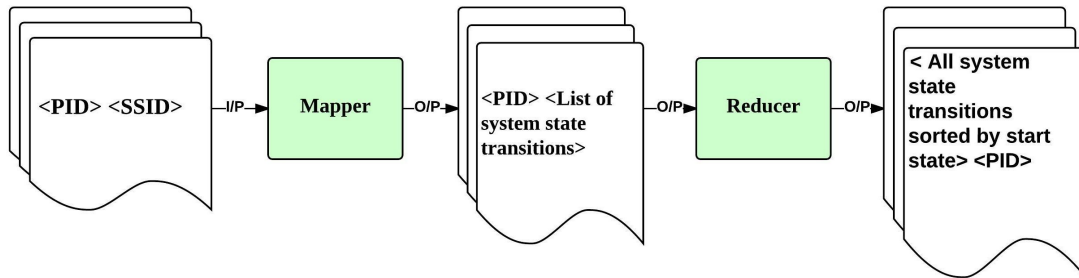 <PID> <SSID>
I/P
Mapper
O/P
<PID> <List of
system state
transitions>
O/P
Reducer
O/P
< All system
state
transitions
sorted by start
state> <PID>